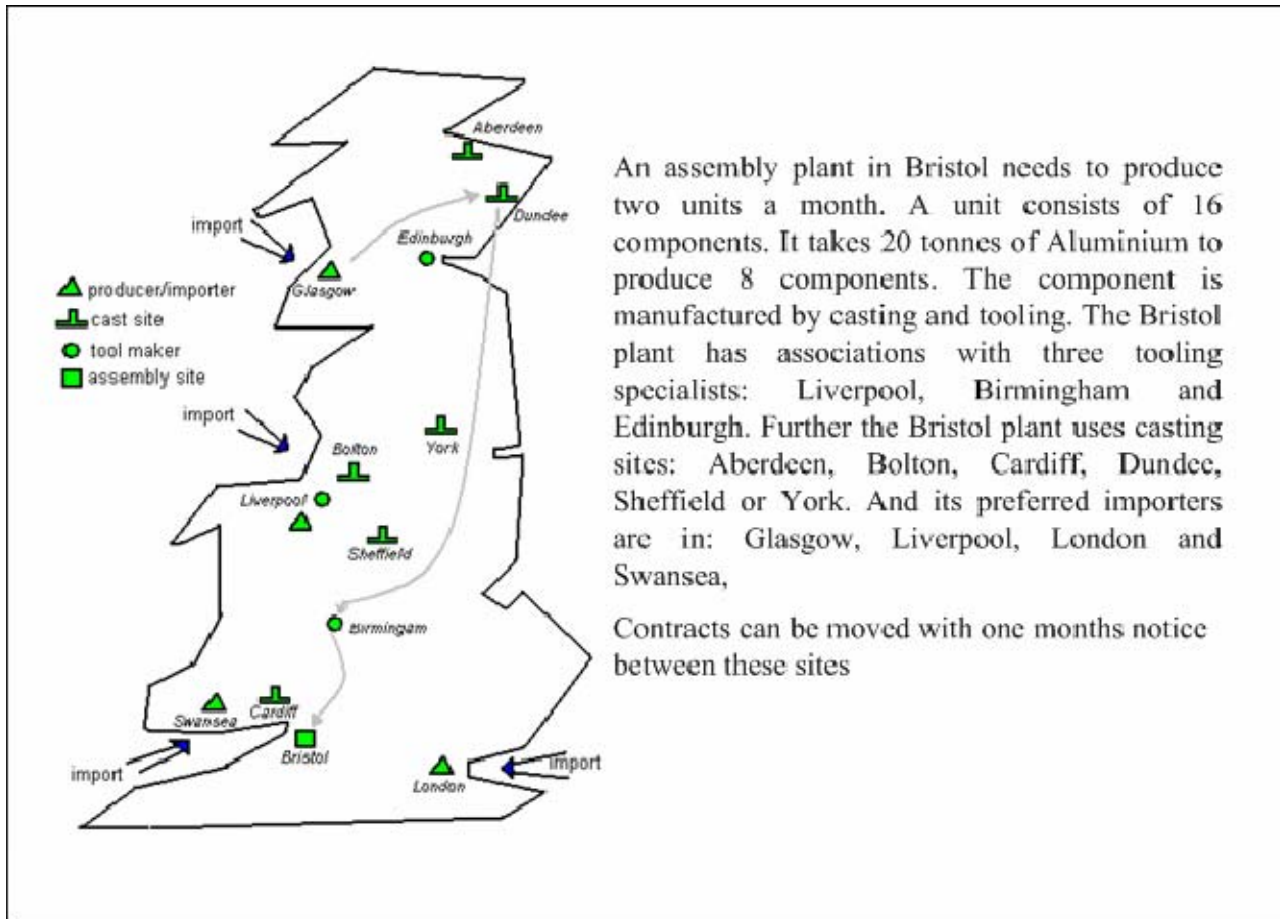 Aberdeen
An assembly plant in Bristol needs to produce
two units a month. A unit consists of 16
components. It takes 20 tonnes of Aluminium to
produce 8 components. The component is
manufactured by casting and tooling. The Bristol
plant has associations with three tooling
specialists: Liverpool, Birmingham and
Edinburgh. Further the Bristol plant uses casting
sites: Aberdeen, Bolton, Cardiff, Dundee,
Sheffield or York. And its preferred importers
are in: Glasgow, Liverpool, London and
Swansea,
Contracts can be moved with one months notice
between these sites
Dundee
import
Edinburgh
Glasgow
producer/importer
cast site
tool maker
assembly site
import
York
Bolton
Liverpool
Sheffield
Birmingam
Swansea
Cardiff
Bristol
import
London
import